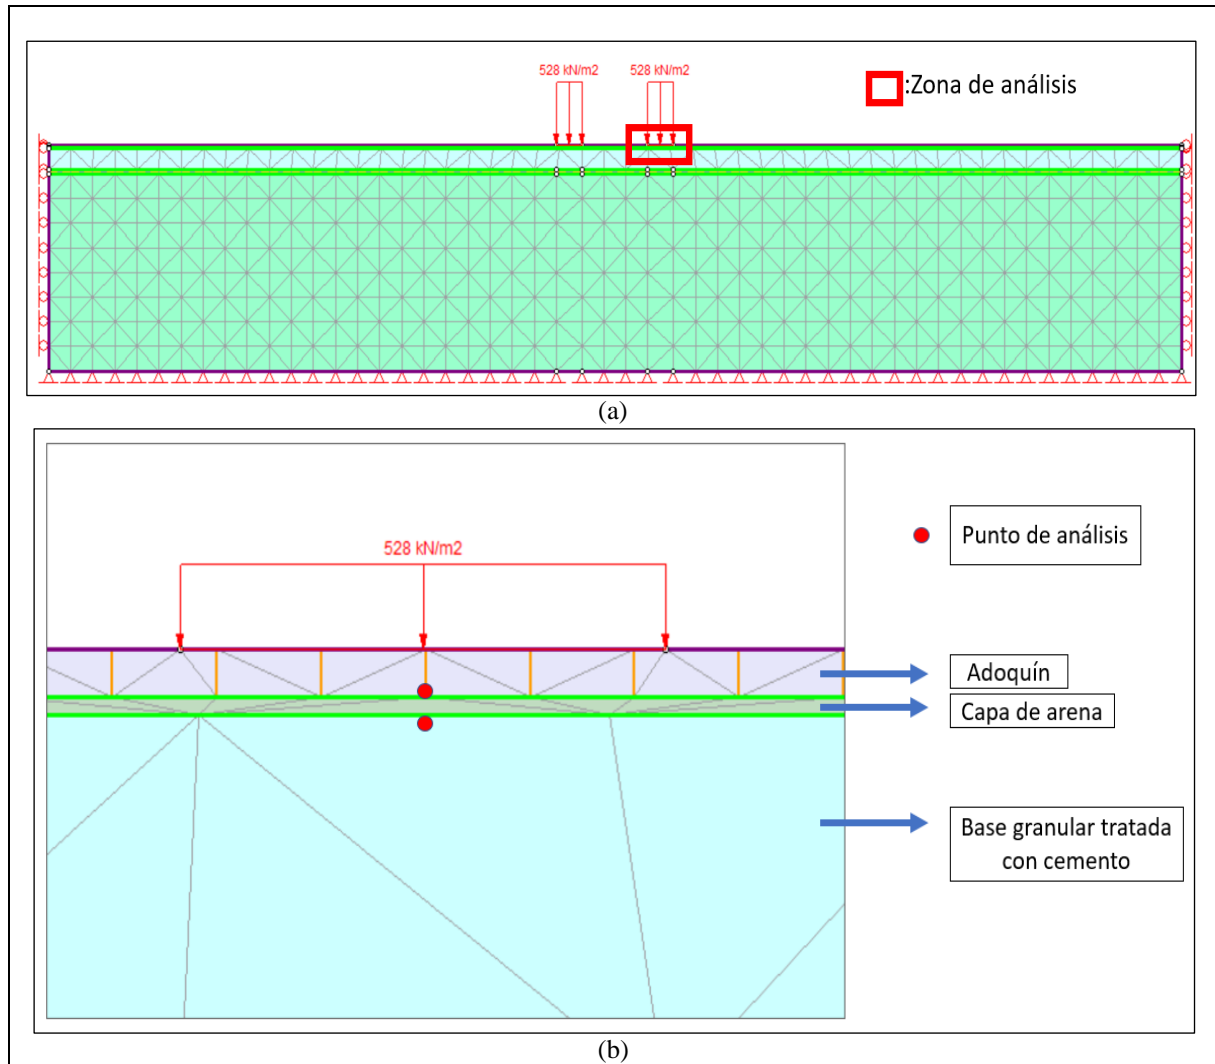 528 kN/m2
528 kN/m2
:Zona de análisis
(a)
528 kN/m2
Punto de análisis
Adoquín
Capa de arena
Base granular tratada
con cemento
(b)